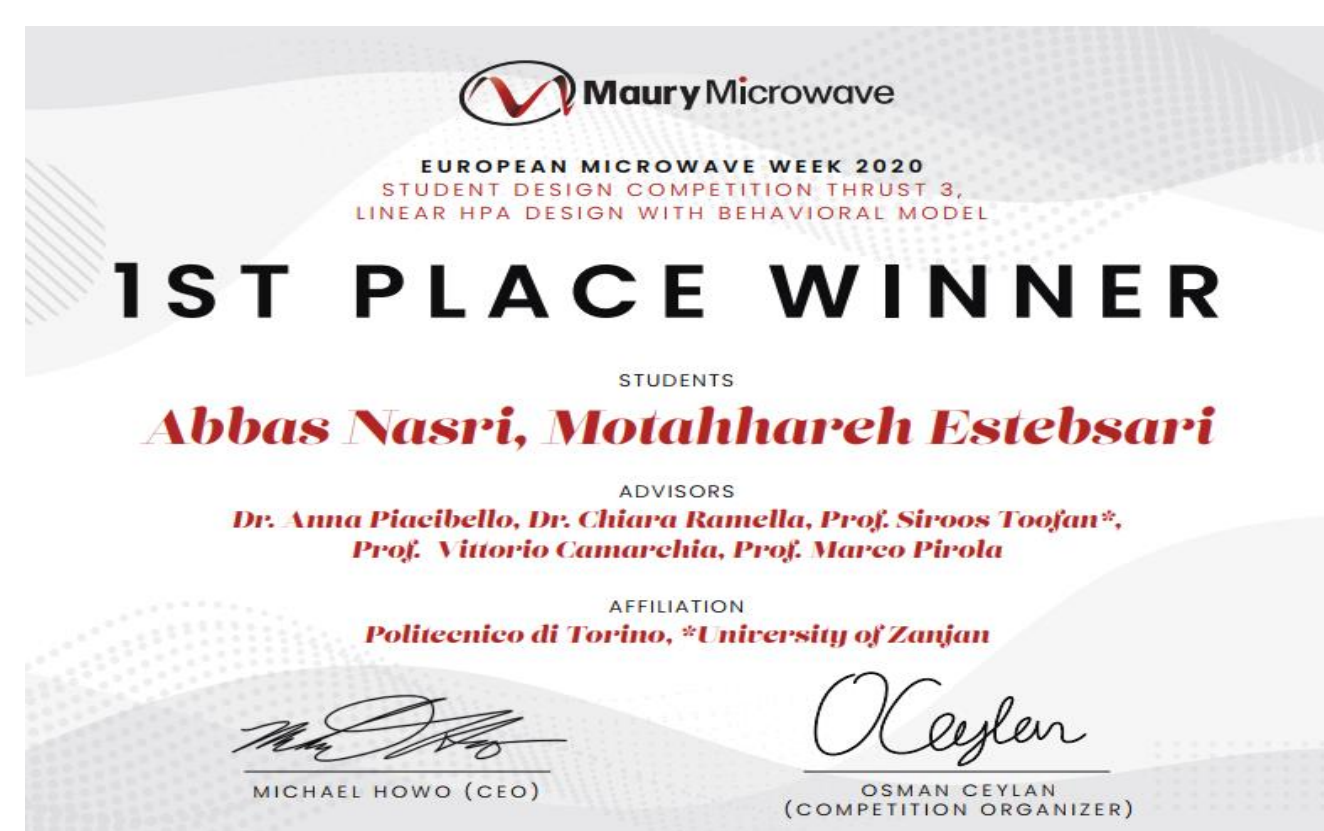 Maury Microwave
EUROPEAN MICROWAVE WEEK 2020
STUDENT DESIGN COMPETITION THRUST 3,
LINEAR HPA DESIGN WITH BEHAVIORAL MODEL
1ST PLACE WINNER
STUDENTS
Abbas Nasri, Motahhareh Estebsari
ADVISORS
Dr. Anna Piacibello, Dr. Chiara Ramella, Prof. Siroos Toofan*,
Prof. Vittorio Camarchia, Prof. Marco Pirola
AFFILIATION
Politecnico di Torino, *University of Zanjan
OCeylan
MICHAEL HOWO (CEO)
OSMAN CEYLAN
(COMPETITION ORGANIZER)